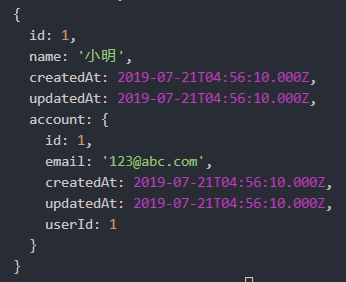 {
  id: 1,
  name: '小明',
  createdAt: 2019-07-21T04:56:10.000Z,
  updatedAt: 2019-07-21T04:56:10.000Z,
  account: {
    id: 1,
    email: '123@abc.com',
    createdAt: 2019-07-21T04:56:10.000Z,
    updatedAt: 2019-07-21T04:56:10.000Z,
    userId: 1
  }
}